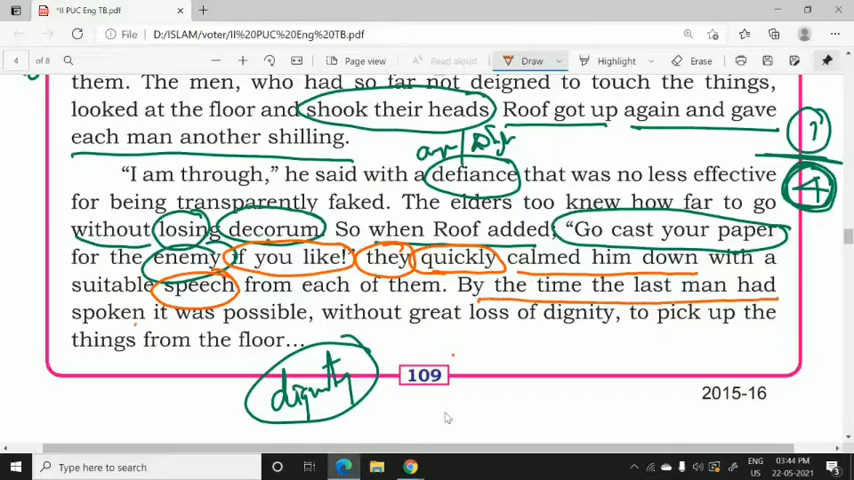 *II PUC Eng TB.pdf
File
D:/ISLAM/voter/II%20PUC%20Eng%20TB.pdf
4 of 8
Page view
Read aloud
Draw
Highlight
Erase
them. The men, who had so far not deigned to touch the things,
looked at the floor and shook their heads. Roof got up again and gave
each man another shilling.
"I am through," he said with a defiance that was no less effective
for being transparently faked. The elders too knew how far to go
4
without losing decorum. So when Roof added; "Go cast your paper
for the enemy if you like!" they quickly calmed him down with a
suitable speech from each of them. By the time the last man had
spoken it was possible, without great loss of dignity, to pick up the
things from the floor...
dignity
109
2015-16
Type here to search
ENG
US
03:44 PM
22-05-2021
3